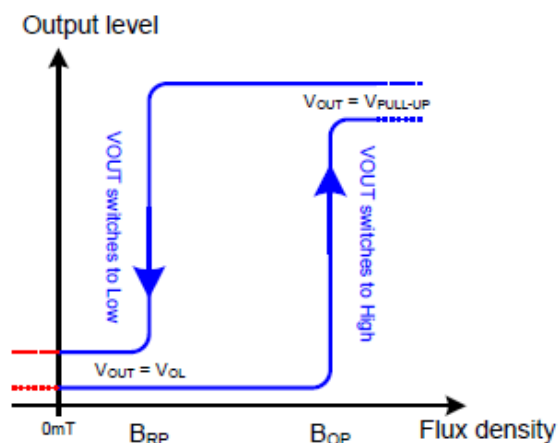 Output level
VOUT = VPULL-UP
VOUT switches to Low
VOUT switches to High
VOUT = VOL
0mT
BRP
BOP
Flux density